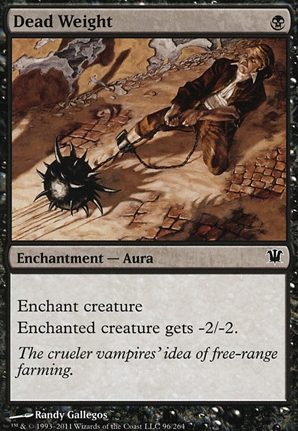 Dead Weight
Enchantment — Aura
Enchant creature
Enchanted creature gets -2/-2.
The crueler vampires' idea of free-range
farming.
Randy Gallegos
™ & © 1993–2011 Wizards of the Coast LLC 96/264